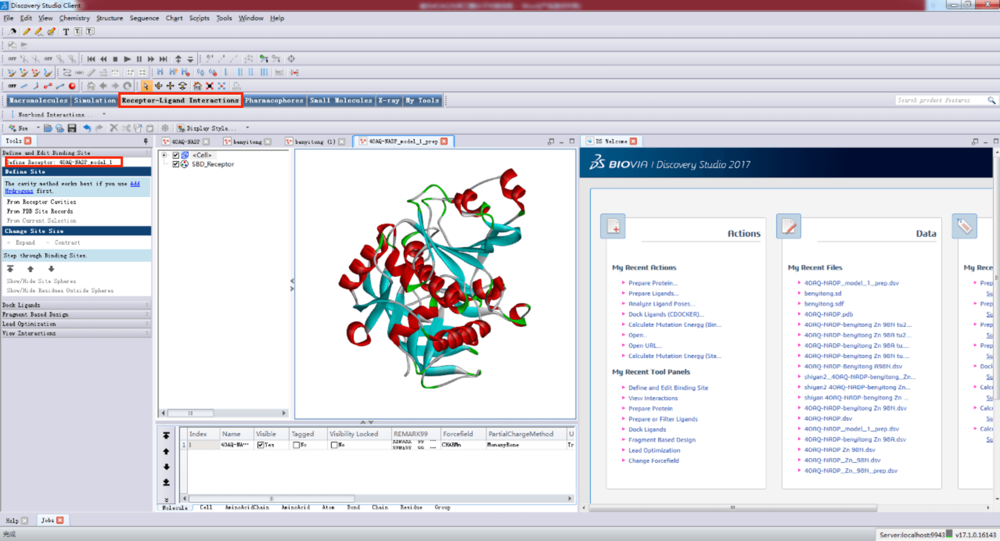 Discovery Studio Client
File Edit View Chemistry Structure Sequence Chart Scripts Tools Window Help
OFF OFF
OFF
Macromolecules Simulation Receptor-Ligand Interactions Pharmacophores Small Molecules X-ray My Tools
Search product features
Non-bond Interactions...
New Display Style...
Tools
4OAQ-NADP benyitong benyitong (1) 4OAQ-NADP_model_1_prep
DS Welcome
Define and Edit Binding Site
Define Receptor: 4OAQ-NADP_model_1
Define Site
The cavity method works best if you use Add
Hydrogens first.
From Receptor Cavities
From PDB Site Records
From Current Selection
Change Site Size
+ Expand - Contract
Step through Binding Sites.
Show/Hide Site Spheres
Show/Hide Residues Outside Spheres
Dock Ligands
Fragment Based Design
Lead Optimization
View Interactions
<Cell>
SBD_Receptor
Index Name Visible Tagged Visibility Locked REMARK99 Forcefield PartialChargeMethod U
1 1 4OAQ-NA... Yes No No REMARK 99 ... CHARMm MomanyRone Tr
Molecule Cell AminoAcidChain AminoAcid Atom Bond Chain Residue Group
BIOVIA | Discovery Studio 2017
Actions
My Recent Actions
Prepare Protein...
Prepare Ligands...
Analyze Ligand Poses...
Dock Ligands (CDOCKER)...
Calculate Mutation Energy (Bin...
Open..
Open URL...
Calculate Mutation Energy (Sta...
My Recent Tool Panels
Define and Edit Binding Site
View Interactions
Prepare Protein
Prepare or Filter Ligands
Dock Ligands
Fragment Based Design
Lead Optimization
Change Forcefield
Data
My Recent Files
4OAQ-NADP_model_1_prep.dsv
benyitong.sd
benyitong.sdf
4OAQ-NADP.pdb
4OAQ-NADP-benyitong Zn 98N tu2...
4OAQ-NADP-benyitong Zn 98A tu2...
4OAQ-NADP-benyitong Zn 98A tu....
4OAQ-NADP-benyitong Zn 98N tu....
4OAQ-NADP-Benyitong A98N.dsv
shiyan2_4OAQ-NADP-benyitong_Zn...
shiyan2 4OAQ-NADP-benyitong Zn...
shiyan 4OAQ-NADP-benyitong Zn ...
4OAQ-NADP-benyitong Zn 98N.dsv
4OAQ-NADP.dsv
4OAQ-NADP_model_1_prep.dsv
4OAQ-NADP-benyitong Zn 98A.dsv
4OAQ-NADP Zn 98N.dsv
4OAQ-NADP_Zn_98N.dsv
4OAQ-NADP_Zn_98N_prep.dsv
My Rece
Prep
Su
Prep
Su
Prep
Su
Prep
Su
Dock
Su
Calc
Su
Calc
Su
Calc
Su
Help Jobs
完成
Server:localhost:9943 v17.1.0.16143